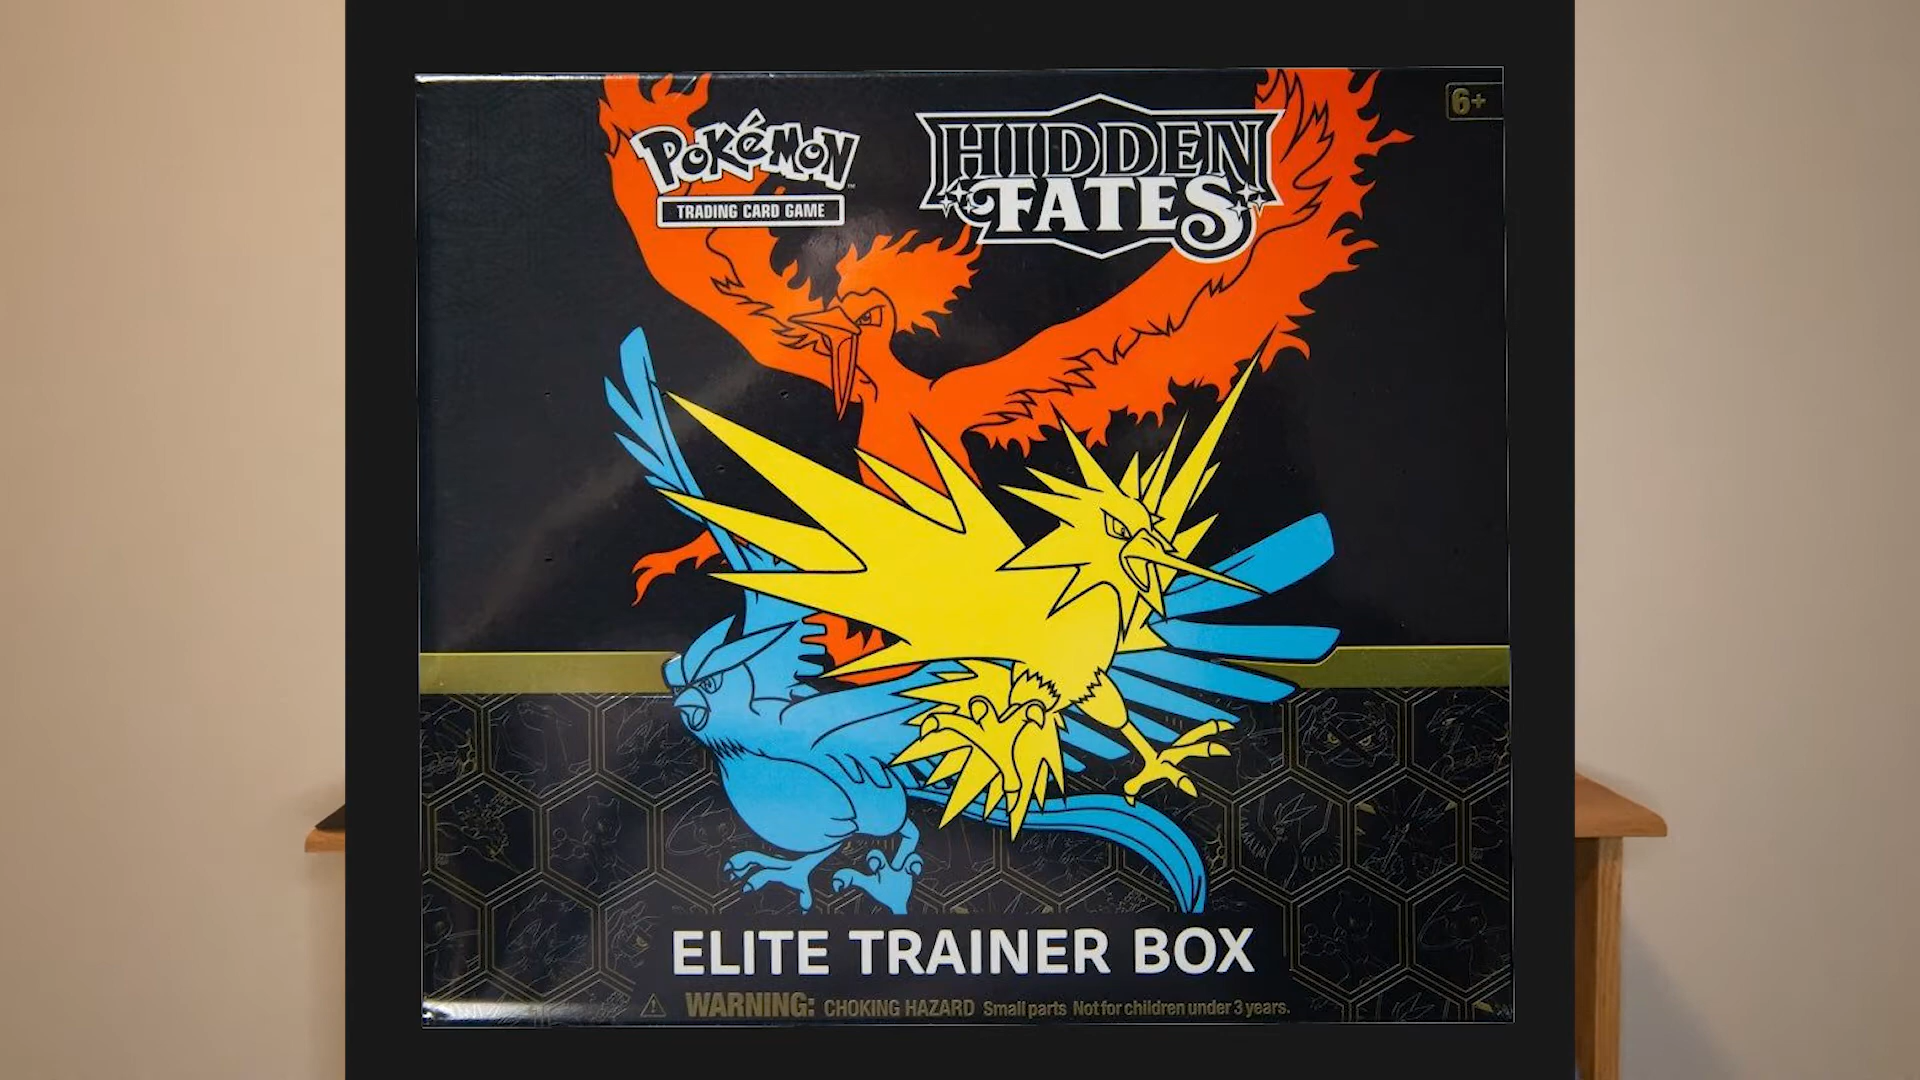 6+
POKéMON
TRADING CARD GAME
HIDDEN
FATES
ELITE TRAINER BOX
WARNING: CHOKING HAZARD Small parts Not for children under 3 years.